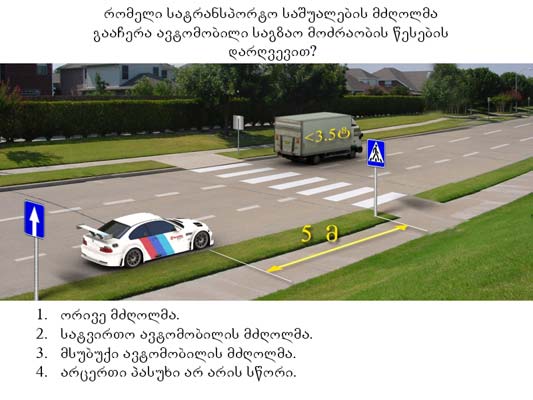 რომელი სატრანსპორტო საშუალების მძღოლმა
გააჩერა ავტომობილი საგზაო მოძრაობის წესების
დარღვევით?
<3.5ტ
5 მ
1. ორივე მძღოლმა.
2. სატვირთო ავტომობილის მძღოლმა.
3. მსუბუქი ავტომობილის მძღოლმა.
4. არცერთი პასუხი არ არის სწორი.